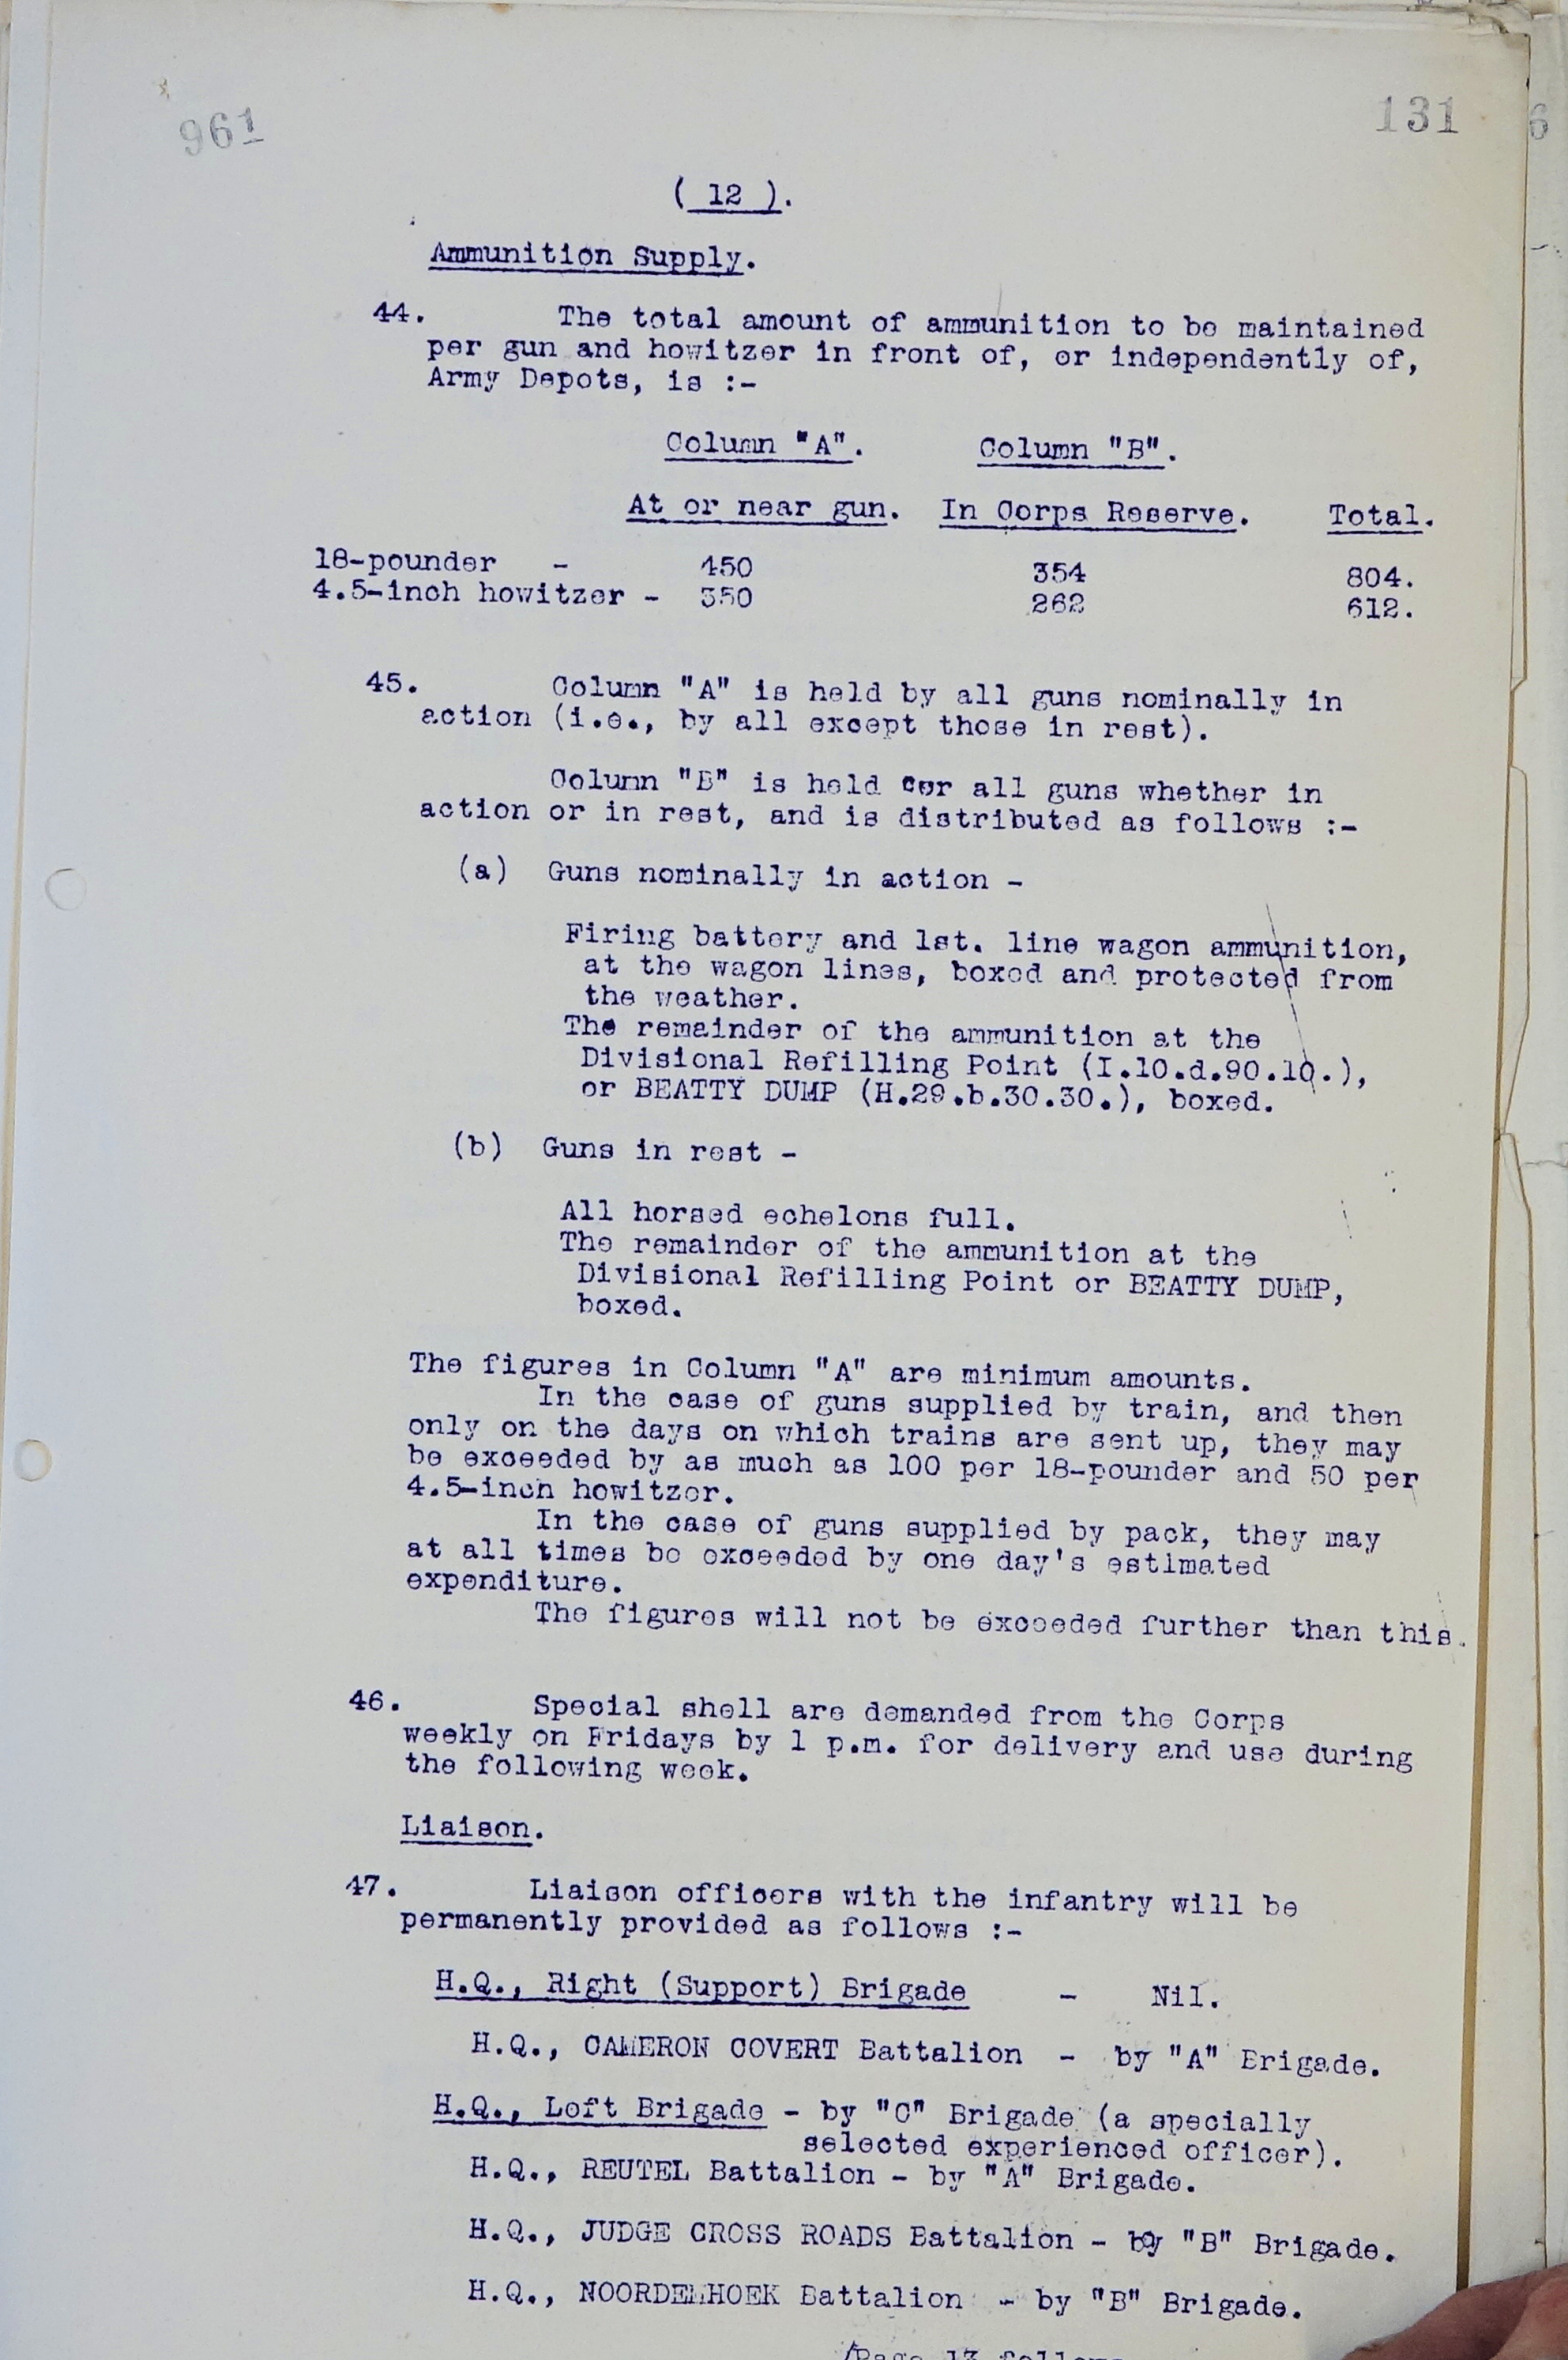 961
131
( 12 ).
Ammunition Supply.
44. The total amount of ammunition to be maintained
per gun and howitzer in front of, or independently of,
Army Depots, is :-
Column "A". Column "B".
At or near gun. In Corps Reserve. Total.
18-pounder - 450 354 804.
4.5-inch howitzer - 350 262 612.
45. Column "A" is held by all guns nominally in
action (i.e., by all except those in rest).
Column "B" is held for all guns whether in
action or in rest, and is distributed as follows :-
(a) Guns nominally in action -
Firing battery and 1st. line wagon ammunition,
at the wagon lines, boxed and protected from
the weather.
The remainder of the ammunition at the
Divisional Refilling Point (I.10.d.90.10.),
or BEATTY DUMP (H.29.b.30.30.), boxed.
(b) Guns in rest -
All horsed echelons full.
The remainder of the ammunition at the
Divisional Refilling Point or BEATTY DUMP,
boxed.
The figures in Column "A" are minimum amounts.
In the case of guns supplied by train, and then
only on the days on which trains are sent up, they may
be exceeded by as much as 100 per 18-pounder and 50 per
4.5-inch howitzer.
In the case of guns supplied by pack, they may
at all times be exceeded by one day's estimated
expenditure.
The figures will not be exceeded further than this.
46. Special shell are demanded from the Corps
weekly on Fridays by 1 p.m. for delivery and use during
the following week.
Liaison.
47. Liaison officers with the infantry will be
permanently provided as follows :-
H.Q., Right (Support) Brigade - Nil.
H.Q., CAMERON COVERT Battalion - by "A" Brigade.
H.Q., Left Brigade - by "C" Brigade (a specially
selected experienced officer).
H.Q., REUTEL Battalion - by "A" Brigade.
H.Q., JUDGE CROSS ROADS Battalion - by "B" Brigade.
H.Q., NOORDEMHOEK Battalion - by "B" Brigade.
/Page 13 follows